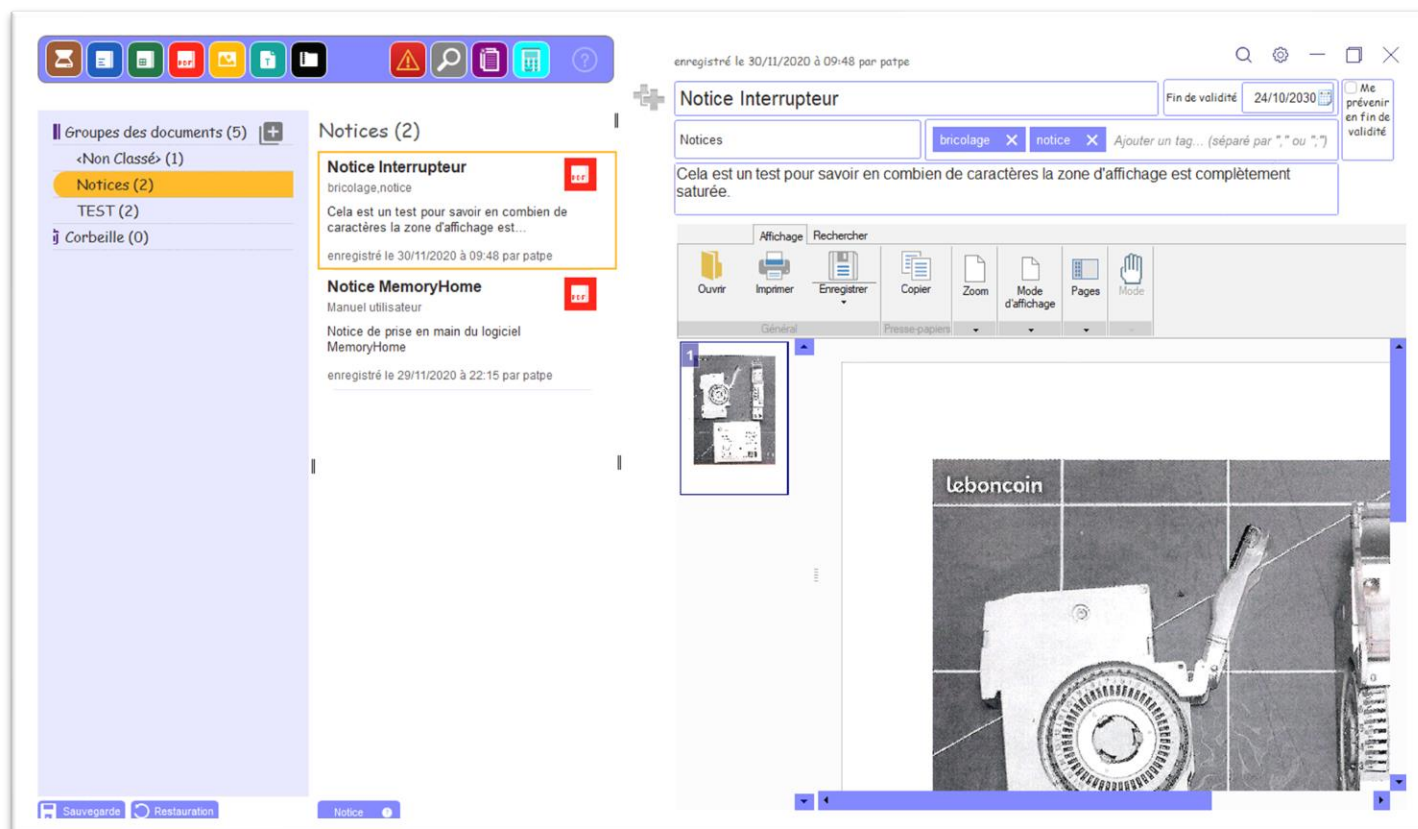 enregistré le 30/11/2020 à 09:48 par patpe
Notice Interrupteur
Fin de validité 24/10/2030
Me prévenir en fin de validité
Notices
bricolage X notice X Ajouter un tag... (séparé par "," ou ";")
Cela est un test pour savoir en combien de caractères la zone d'affichage est complètement
saturée.
Groupes des documents (5)
<Non Classé> (1)
Notices (2)
TEST (2)
Corbeille (0)
Notices (2)
Notice Interrupteur
PDF
bricolage,notice
Cela est un test pour savoir en combien de
caractères la zone d'affichage est...
enregistré le 30/11/2020 à 09:48 par patpe
Notice MemoryHome
PDF
Manuel utilisateur
Notice de prise en main du logiciel
MemoryHome
enregistré le 29/11/2020 à 22:15 par patpe
Affichage Rechercher
Ouvrir Imprimer Enregistrer Copier Zoom Mode d'affichage Pages Mode
Général Presse-papiers
1
leboncoin
Sauvegarde Restauration
Notice